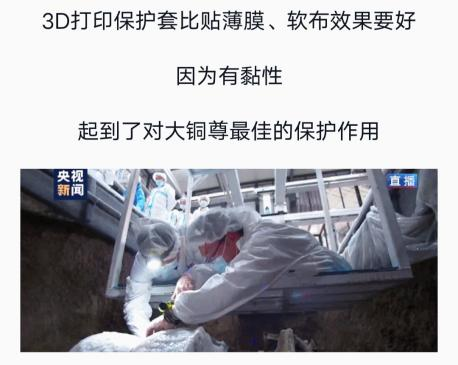 3D打印保护套比贴薄膜、软布效果要好
因为有黏性
起到了对大铜尊最佳的保护作用
央视
新闻
直播